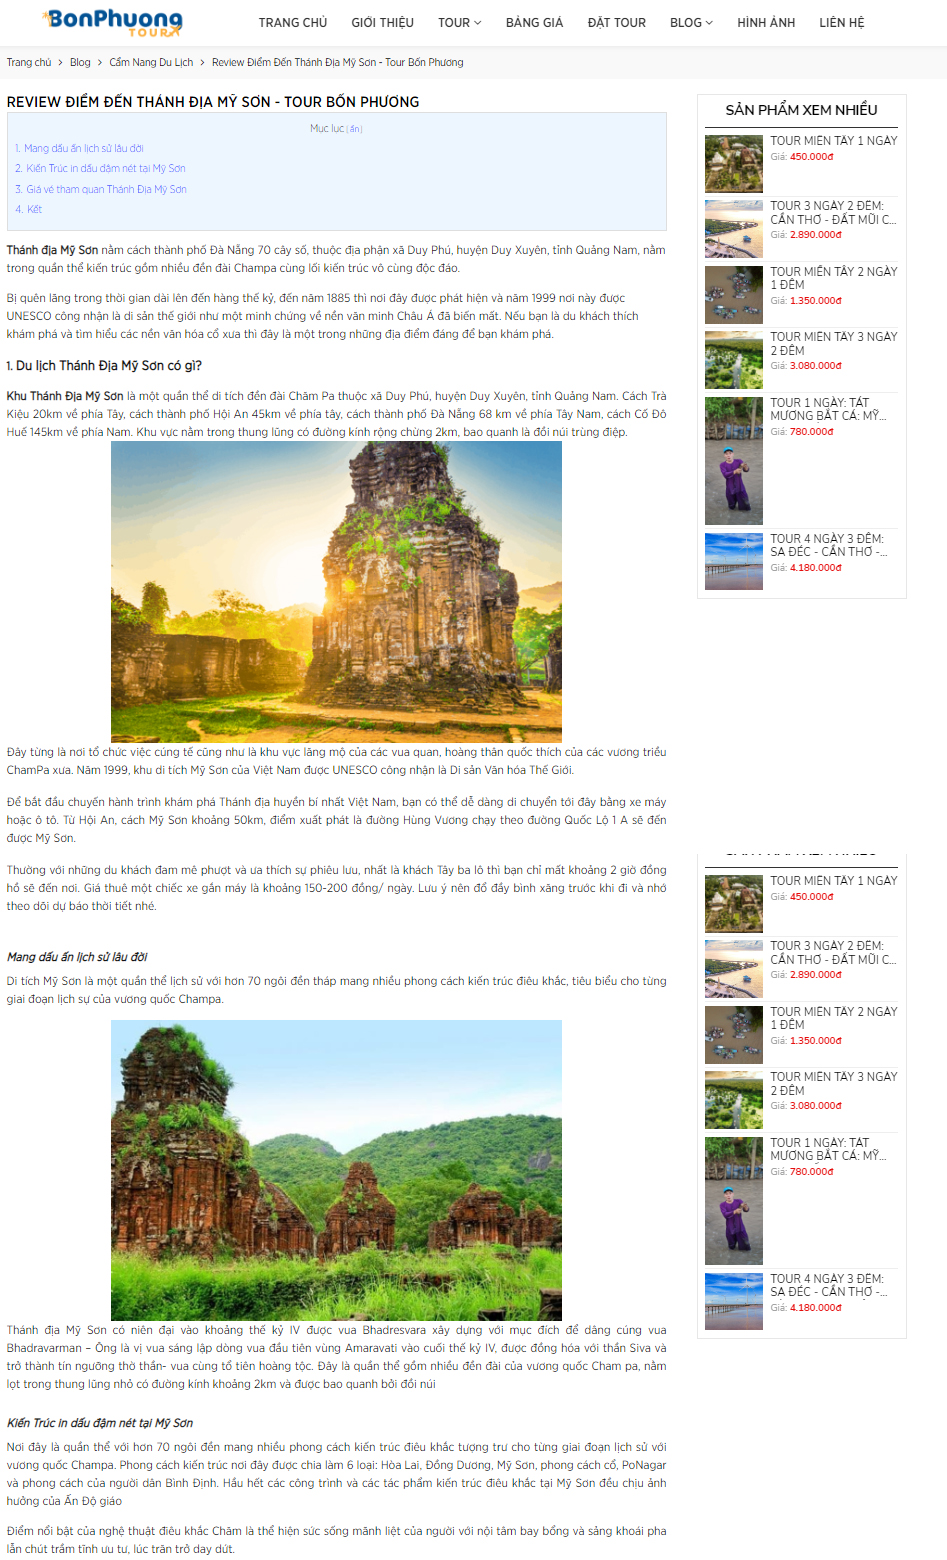 BonPhuong
TOUR
TRANG CHỦ GIỚI THIỆU TOUR BẢNG GIÁ ĐẶT TOUR BLOG HÌNH ẢNH LIÊN HỆ
Trang chủ > Blog > Cẩm Nang Du Lịch > Review Điểm Đến Thánh Địa Mỹ Sơn - Tour Bốn Phương
REVIEW ĐIỂM ĐẾN THÁNH ĐỊA MỸ SƠN - TOUR BỐN PHƯƠNG
Mục lục [ ẩn ]
1. Mang dấu ấn lịch sử lâu đời
2. Kiến Trúc in dấu đậm nét tại Mỹ Sơn
3. Giá vé tham quan Thánh Địa Mỹ Sơn
4. Kết
Thánh địa Mỹ Sơn nằm cách thành phố Đà Nẵng 70 cây số, thuộc địa phận xã Duy Phú, huyện Duy Xuyên, tỉnh Quảng Nam, nằm
trong quần thể kiến trúc gồm nhiều đền đài Champa cùng lối kiến trúc vô cùng độc đáo.
Bị quên lãng trong thời gian dài lên đến hàng thế kỷ, đến năm 1885 thì nơi đây được phát hiện và năm 1999 nơi này được
UNESCO công nhận là di sản thế giới như một minh chứng về nền văn minh Châu Á đã biến mất. Nếu bạn là du khách thích
khám phá và tìm hiểu các nền văn hóa cổ xưa thì đây là một trong những địa điểm đáng để bạn khám phá.
1. Du lịch Thánh Địa Mỹ Sơn có gì?
Khu Thánh Địa Mỹ Sơn là một quần thể di tích đền đài Chăm Pa thuộc xã Duy Phú, huyện Duy Xuyên, tỉnh Quảng Nam. Cách Trà
Kiệu 20km về phía Tây, cách thành phố Hội An 45km về phía tây, cách thành phố Đà Nẵng 68 km về phía Tây Nam, cách Cố Đô
Huế 145km về phía Nam. Khu vực nằm trong thung lũng có đường kính rộng chừng 2km, bao quanh là đồi núi trùng điệp.
Đây từng là nơi tổ chức việc cúng tế cũng như là khu vực lăng mộ của các vua quan, hoàng thân quốc thích của các vương triều
ChamPa xưa. Năm 1999, khu di tích Mỹ Sơn của Việt Nam được UNESCO công nhận là Di sản Văn hóa Thế Giới.
Để bắt đầu chuyến hành trình khám phá Thánh địa huyền bí nhất Việt Nam, bạn có thể dễ dàng di chuyển tới đây bằng xe máy
hoặc ô tô. Từ Hội An, cách Mỹ Sơn khoảng 50km, điểm xuất phát là đường Hùng Vương chạy theo đường Quốc Lộ 1 A sẽ đến
được Mỹ Sơn.
Thường với những du khách đam mê phượt và ưa thích sự phiêu lưu, nhất là khách Tây ba lô thì bạn chỉ mất khoảng 2 giờ đồng
hồ sẽ đến nơi. Giá thuê một chiếc xe gắn máy là khoảng 150-200 đồng/ ngày. Lưu ý nên đổ đầy bình xăng trước khi đi và nhớ
theo dõi dự báo thời tiết nhé.
Mang dấu ấn lịch sử lâu đời
Di tích Mỹ Sơn là một quần thể lịch sử với hơn 70 ngôi đền tháp mang nhiều phong cách kiến trúc điêu khắc, tiêu biểu cho từng
giai đoạn lịch sự của vương quốc Champa.
Thánh địa Mỹ Sơn có niên đại vào khoảng thế kỷ IV được vua Bhadresvara xây dựng với mục đích để dâng cúng vua
Bhadravarman – Ông là vị vua sáng lập dòng vua đầu tiên vùng Amaravati vào cuối thế kỷ IV, được đồng hóa với thần Siva và
trở thành tín ngưỡng thờ thần- vua cùng tổ tiên hoàng tộc. Đây là quần thể gồm nhiều đền đài của vương quốc Cham pa, nằm
lọt trong thung lũng nhỏ có đường kính khoảng 2km và được bao quanh bởi đồi núi
Kiến Trúc in dấu đậm nét tại Mỹ Sơn
Nơi đây là quần thể với hơn 70 ngôi đền mang nhiều phong cách kiến trúc điêu khắc tượng trư cho từng giai đoạn lịch sử với
vương quốc Champa. Phong cách kiến trúc nơi đây được chia làm 6 loại: Hòa Lai, Đồng Dương, Mỹ Sơn, phong cách cổ, PoNagar
và phong cách của người dân Bình Định. Hầu hết các công trình và các tác phẩm kiến trúc điêu khắc tại Mỹ Sơn đều chịu ảnh
hưởng của Ấn Độ giáo
Điểm nổi bật của nghệ thuật điêu khắc Chăm là thể hiện sức sống mãnh liệt của người với nội tâm bay bổng và sảng khoái pha
lẫn chút trầm tĩnh ưu tư, lúc trăn trở day dứt.
SẢN PHẨM XEM NHIỀU
TOUR MIỀN TÂY 1 NGÀY
Giá: 450.000đ
TOUR 3 NGÀY 2 ĐÊM:
CẦN THƠ - ĐẤT MŨI C...
Giá: 2.890.000đ
TOUR MIỀN TÂY 2 NGÀY
1 ĐÊM
Giá: 1.350.000đ
TOUR MIỀN TÂY 3 NGÀY
2 ĐÊM
Giá: 3.080.000đ
TOUR 1 NGÀY: TÁT
MƯƠNG BẮT CÁ: MỸ...
Giá: 780.000đ
TOUR 4 NGÀY 3 ĐÊM:
SA ĐÉC - CẦN THƠ -...
Giá: 4.180.000đ
TOUR MIỀN TÂY 1 NGÀY
Giá: 450.000đ
TOUR 3 NGÀY 2 ĐÊM:
CẦN THƠ - ĐẤT MŨI C...
Giá: 2.890.000đ
TOUR MIỀN TÂY 2 NGÀY
1 ĐÊM
Giá: 1.350.000đ
TOUR MIỀN TÂY 3 NGÀY
2 ĐÊM
Giá: 3.080.000đ
TOUR 1 NGÀY: TÁT
MƯƠNG BẮT CÁ: MỸ...
Giá: 780.000đ
TOUR 4 NGÀY 3 ĐÊM:
SA ĐÉC - CẦN THƠ -...
Giá: 4.180.000đ